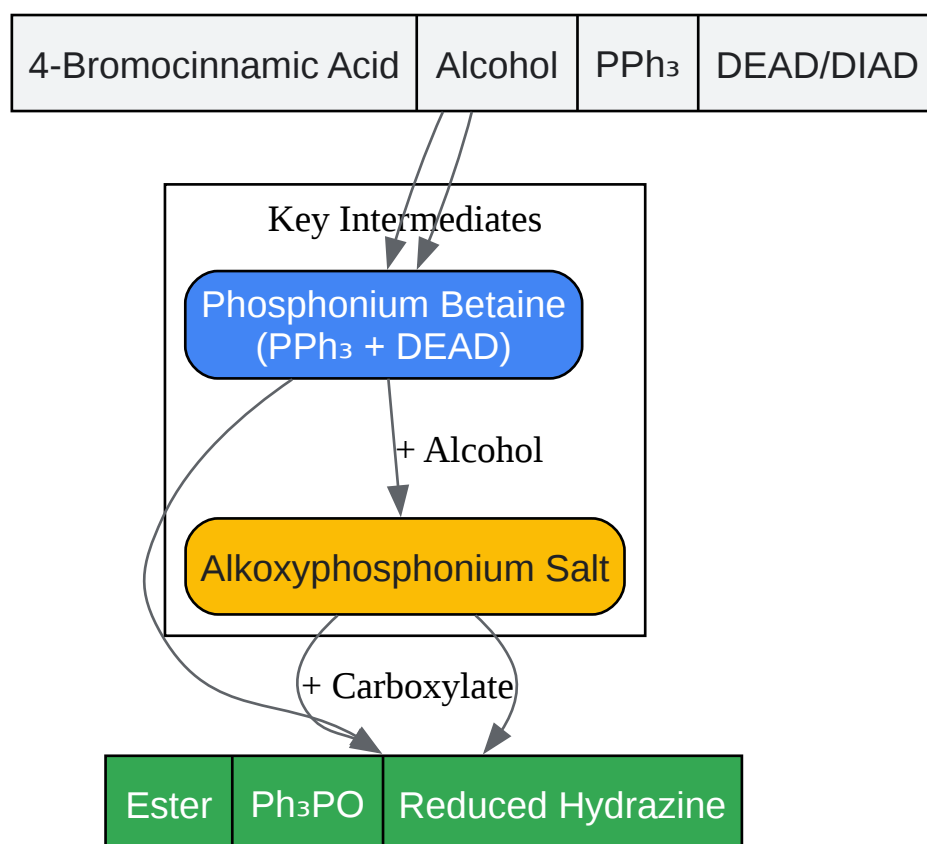 4-Bromocinnamic Acid Alcohol PPh₃ DEAD/DIAD
Key Intermediates
Phosphonium Betaine
(PPh₃ + DEAD)
+ Alcohol
Alkoxyphosphonium Salt
+ Carboxylate
Ester Ph₃PO Reduced Hydrazine